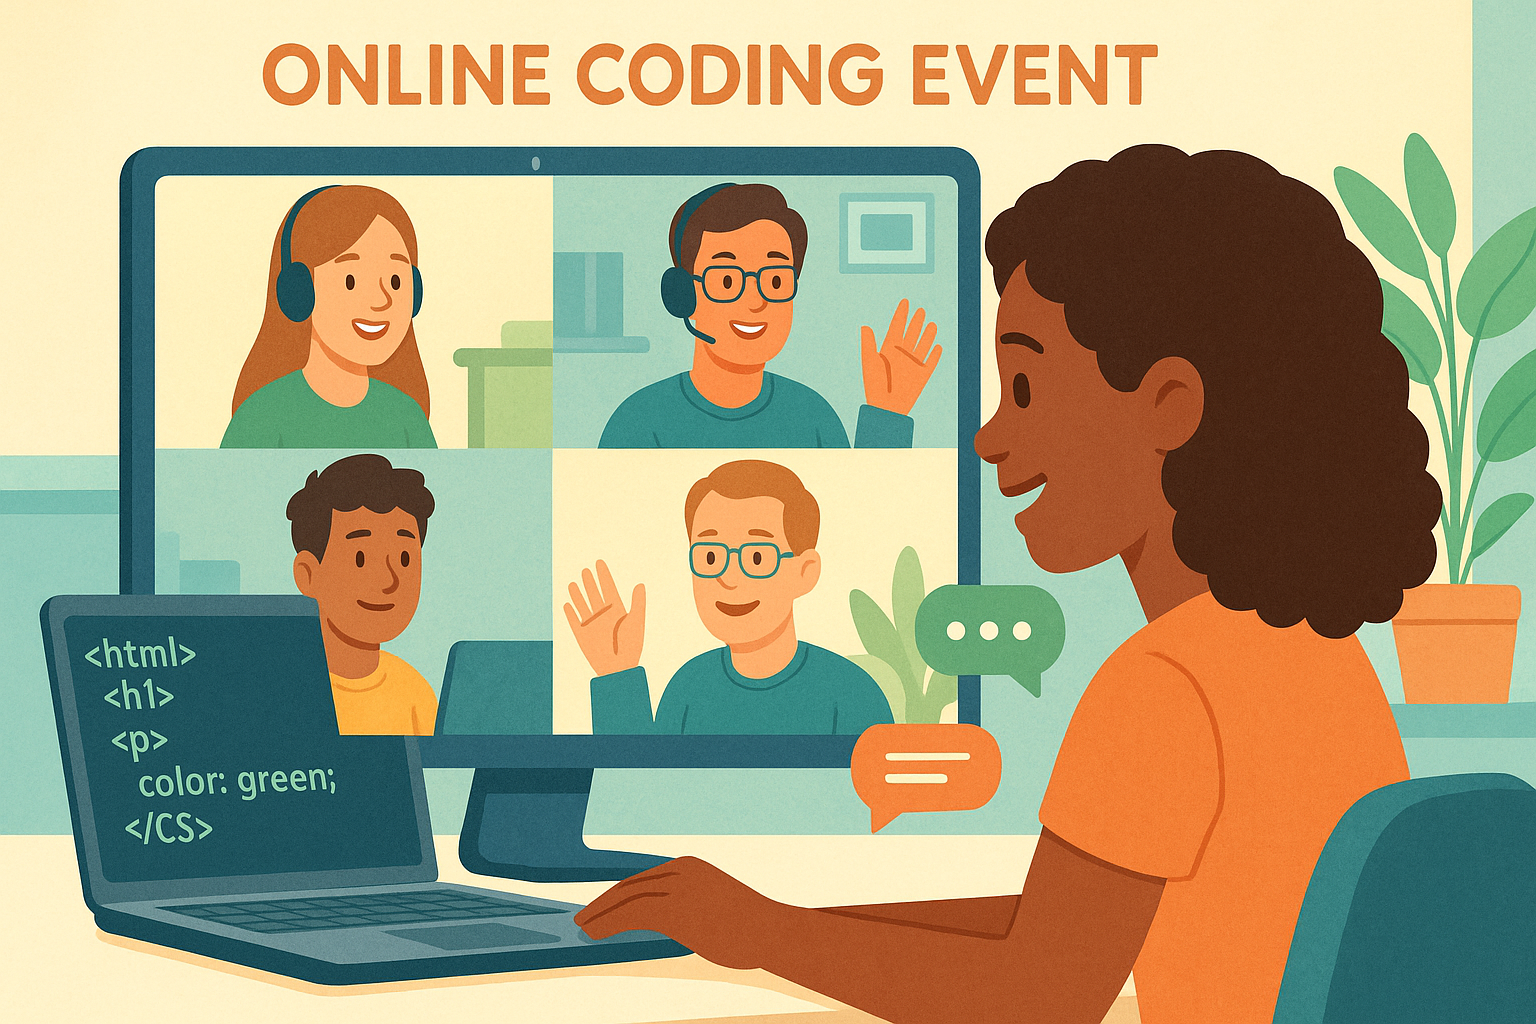 ONLINE CODING EVENT
<html>
<h1>
<p>
color: green;
</CS>